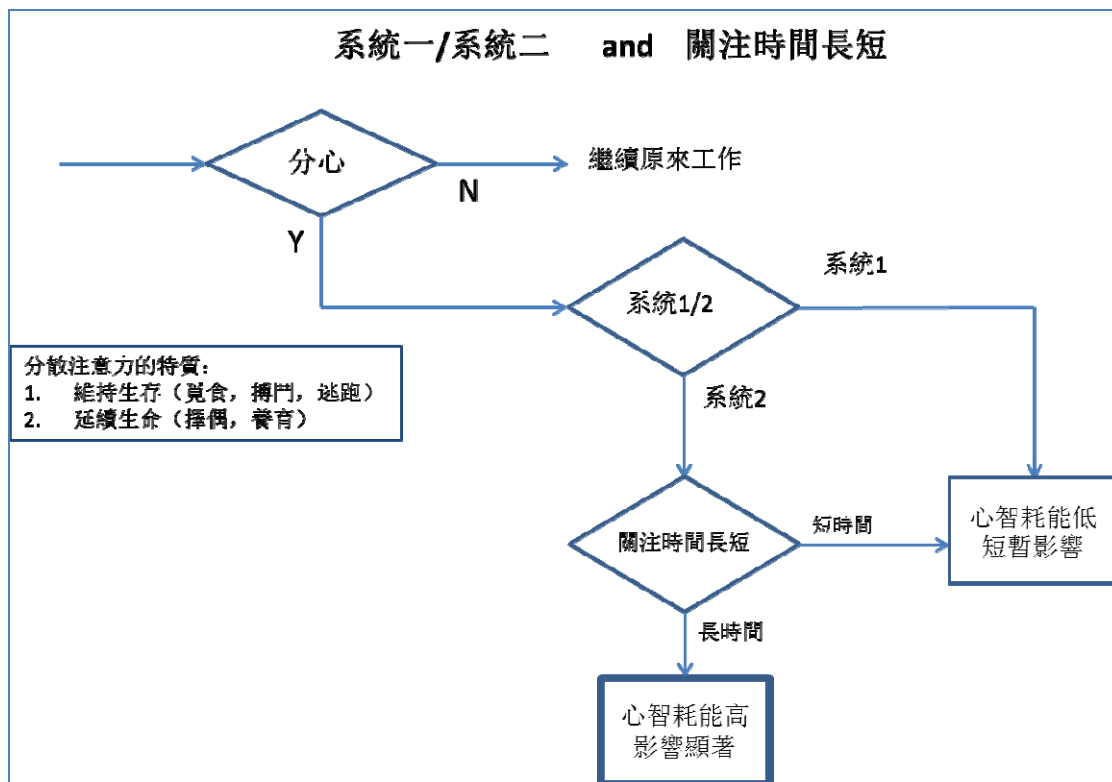 系統一/系統二 and 關注時間長短
分心
繼續原來工作
N
Y
系統1
系統1/2
分散注意力的特質：
1. 維持生存（覓食，搏鬥，逃跑）
2. 延續生命（擇偶，養育）
系統2
心智耗能低
短暫影響
短時間
關注時間長短
長時間
心智耗能高
影響顯著